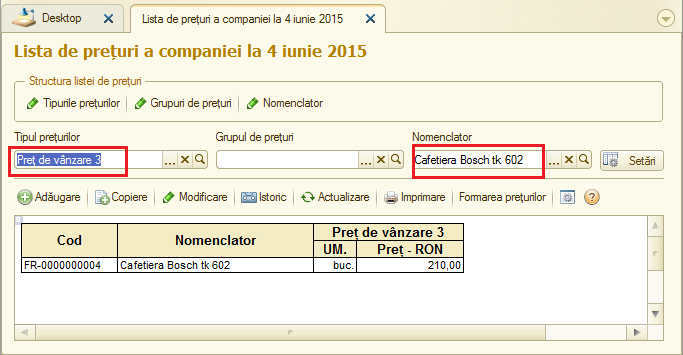 Desktop
Lista de prețuri a companiei la 4 iunie 2015
Lista de prețuri a companiei la 4 iunie 2015
Structura listei de prețuri
Tipurile prețurilor Grupuri de prețuri Nomenclator
Tipul prețurilor Grupul de prețuri Nomenclator
Preț de vânzare 3 ... Cafetiera Bosch tk 602 Setări
Adăugare Copiere Modificare Istoric Actualizare Imprimare Formarea prețurilor
Cod Nomenclator Preț de vânzare 3
UM. Preț - RON
FR-0000000004 Cafetiera Bosch tk 602 buc. 210,00